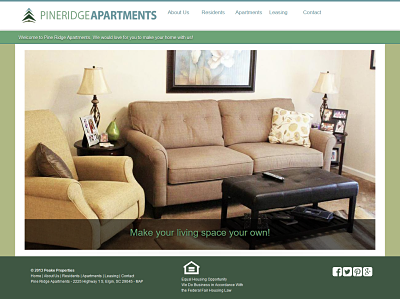 PINERIDGEAPARTMENTS
About Us Residents Apartments Leasing Contact
Welcome to Pine Ridge Apartments, We would love for you to make your home with us!
Make your living space your own!
© 2013 Peake Properties
Home | About Us | Residents | Apartments | Leasing | Contact
Pine Ridge Apartments - 2220 Highway 1 S, Elgin, SC 29045 - MAP
Equal Housing Opportunity
We Do Business in Accordance With
the Federal Fair Housing Law